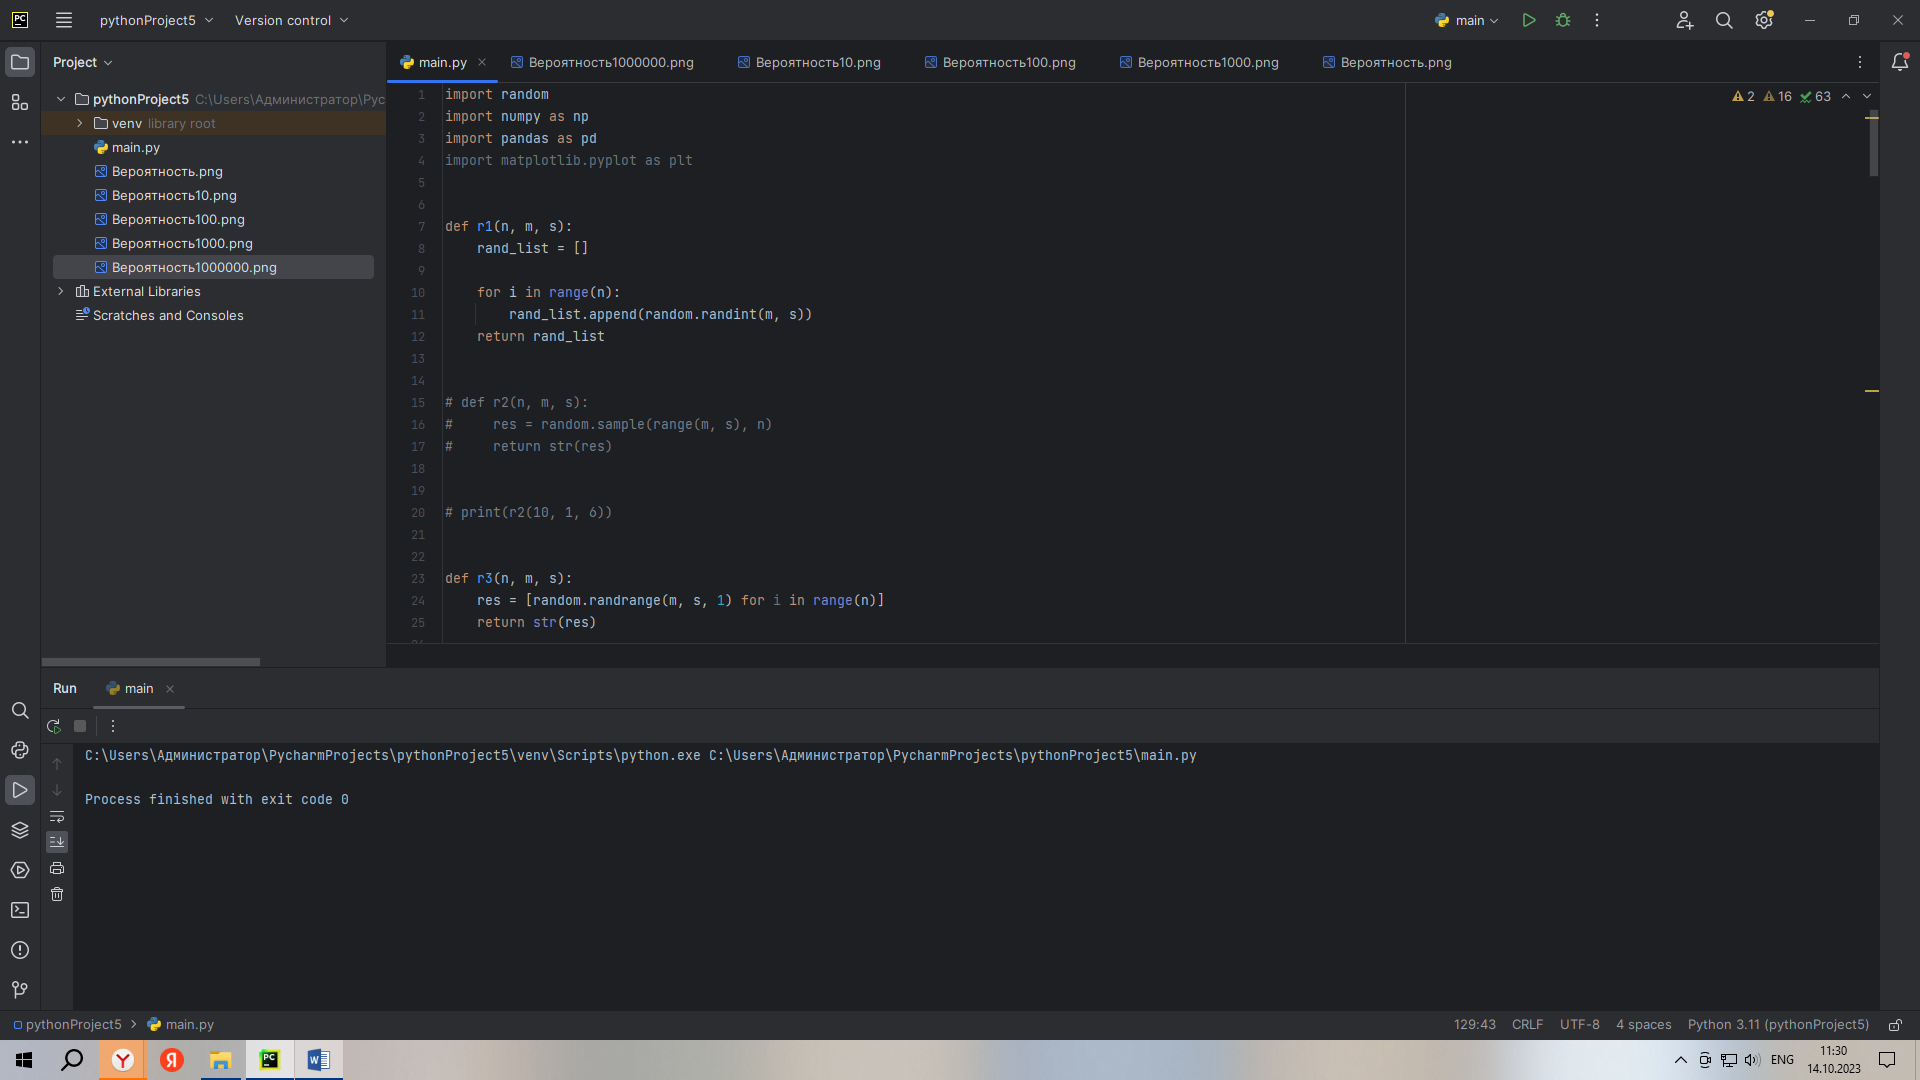 PC pythonProject5 Version control main
Project
main.py Вероятность1000000.png Вероятность10.png Вероятность100.png Вероятность1000.png Вероятность.png
pythonProject5 C:\Users\Администратор\Pyc
venv library root
main.py
Вероятность.png
Вероятность10.png
Вероятность100.png
Вероятность1000.png
Вероятность1000000.png
External Libraries
Scratches and Consoles
2 16 63
1 import random
2 import numpy as np
3 import pandas as pd
4 import matplotlib.pyplot as plt
5
6
7 def r1(n, m, s):
8 rand_list = []
9
10 for i in range(n):
11 rand_list.append(random.randint(m, s))
12 return rand_list
13
14
15 # def r2(n, m, s):
16 # res = random.sample(range(m, s), n)
17 # return str(res)
18
19
20 # print(r2(10, 1, 6))
21
22
23 def r3(n, m, s):
24 res = [random.randrange(m, s, 1) for i in range(n)]
25 return str(res)
Run main
C:\Users\Администратор\PycharmProjects\pythonProject5\venv\Scripts\python.exe C:\Users\Администратор\PycharmProjects\pythonProject5\main.py
Process finished with exit code 0
pythonProject5 main.py
129:43 CRLF UTF-8 4 spaces Python 3.11 (pythonProject5)
Y Я PC W ENG 11:30
14.10.2023